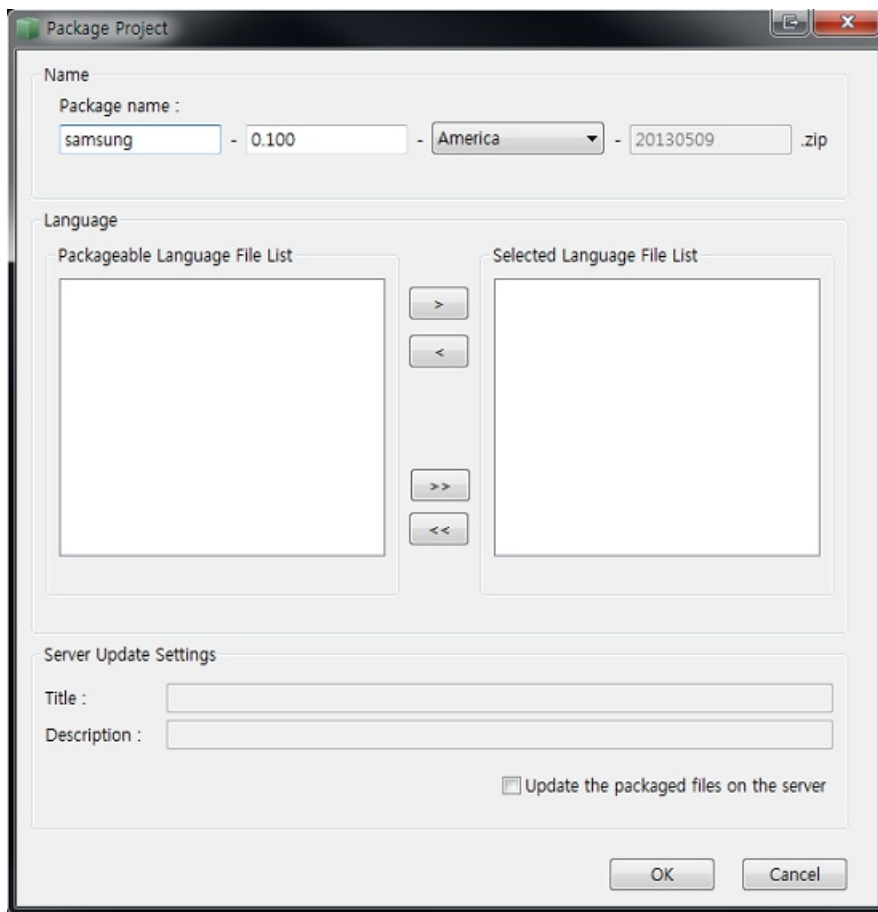 Package Project
Name
Package name :
samsung - 0.100 - America - 20130509 .zip
Language
Packageable Language File List
Selected Language File List
>
<
>>
<<
Server Update Settings
Title :
Description :
Update the packaged files on the server
OK Cancel